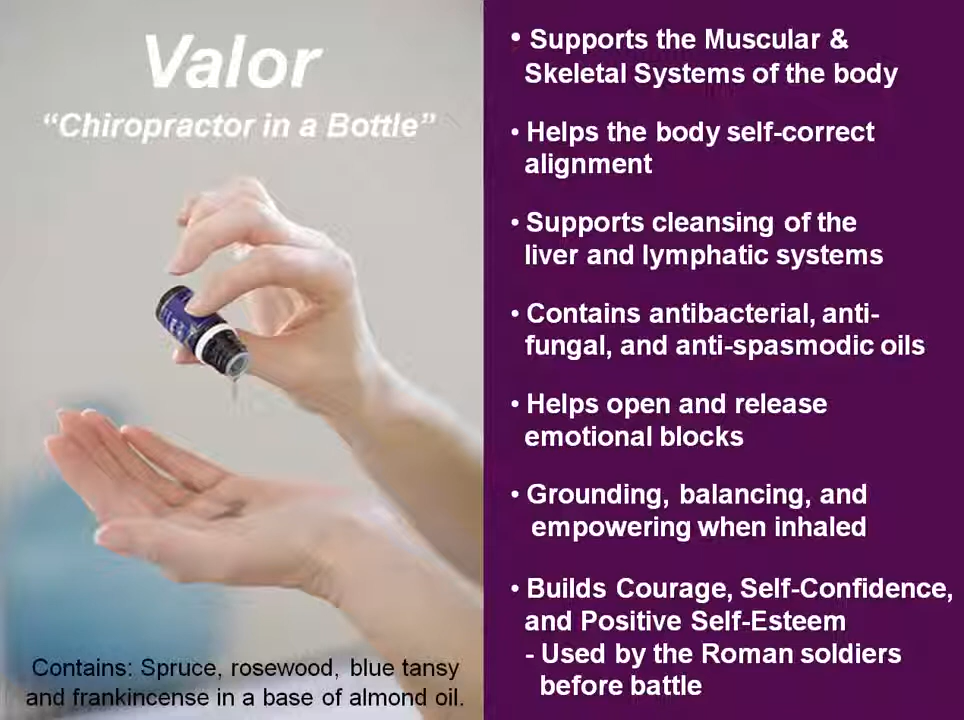 Valor
“Chiropractor in a Bottle”
Contains: Spruce, rosewood, blue tansy
and frankincense in a base of almond oil.
• Supports the Muscular &
Skeletal Systems of the body
• Helps the body self-correct
alignment
• Supports cleansing of the
liver and lymphatic systems
• Contains antibacterial, anti-
fungal, and anti-spasmodic oils
• Helps open and release
emotional blocks
• Grounding, balancing, and
empowering when inhaled
• Builds Courage, Self-Confidence,
and Positive Self-Esteem
- Used by the Roman soldiers
before battle